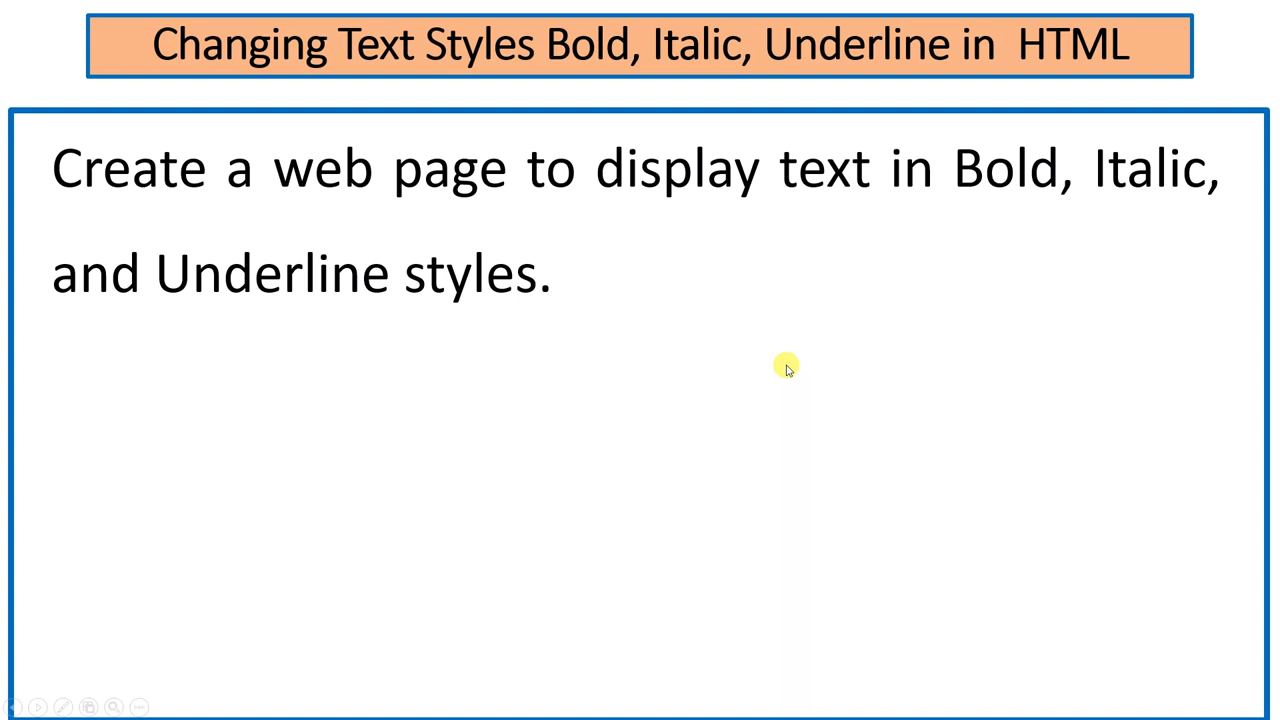 Changing Text Styles Bold, Italic, Underline in HTML
Create a web page to display text in Bold, Italic,
and Underline styles.